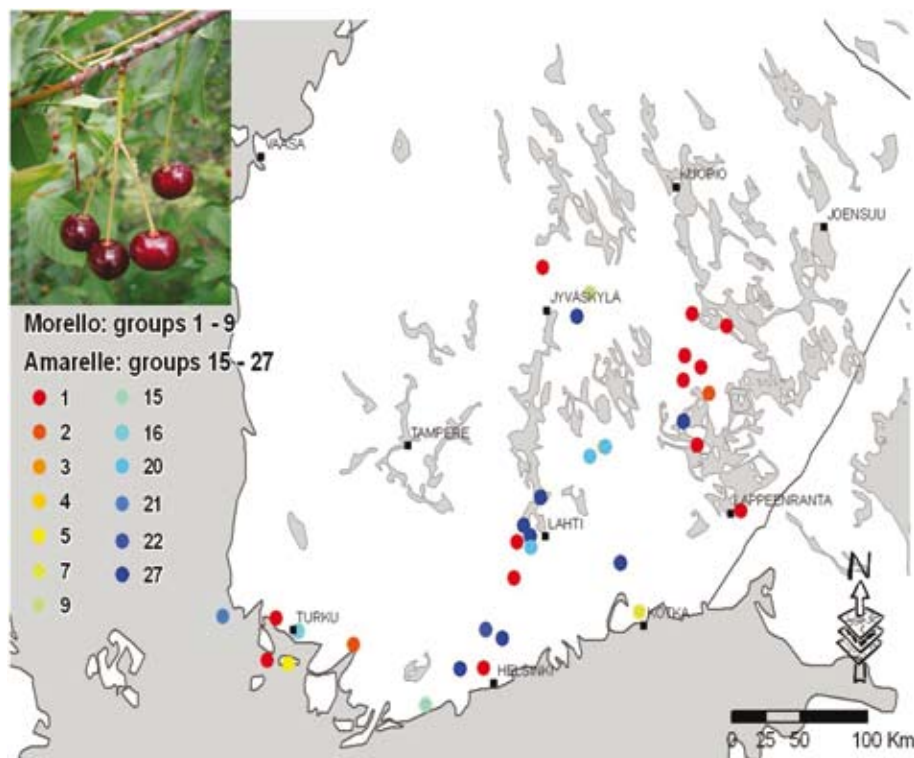 VAASA
KUOPIO
JOENSUU
JYVÄSKYLÄ
Morello: groups 1 - 9
Amarelle: groups 15 - 27
1 15
2 16
3 20
4 21
5 22
7 27
9
TAMPERE
LAPPEENRANTA
LAHTI
N
TURKU
KOTKA
HELSINKI
0 25 50 100 Km